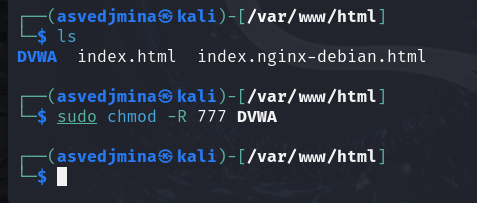 ┌──(asvedjmina㉿kali)-[/var/www/html]
└─$ ls
DVWA  index.html  index.nginx-debian.html
┌──(asvedjmina㉿kali)-[/var/www/html]
└─$ sudo chmod -R 777 DVWA
┌──(asvedjmina㉿kali)-[/var/www/html]
└─$